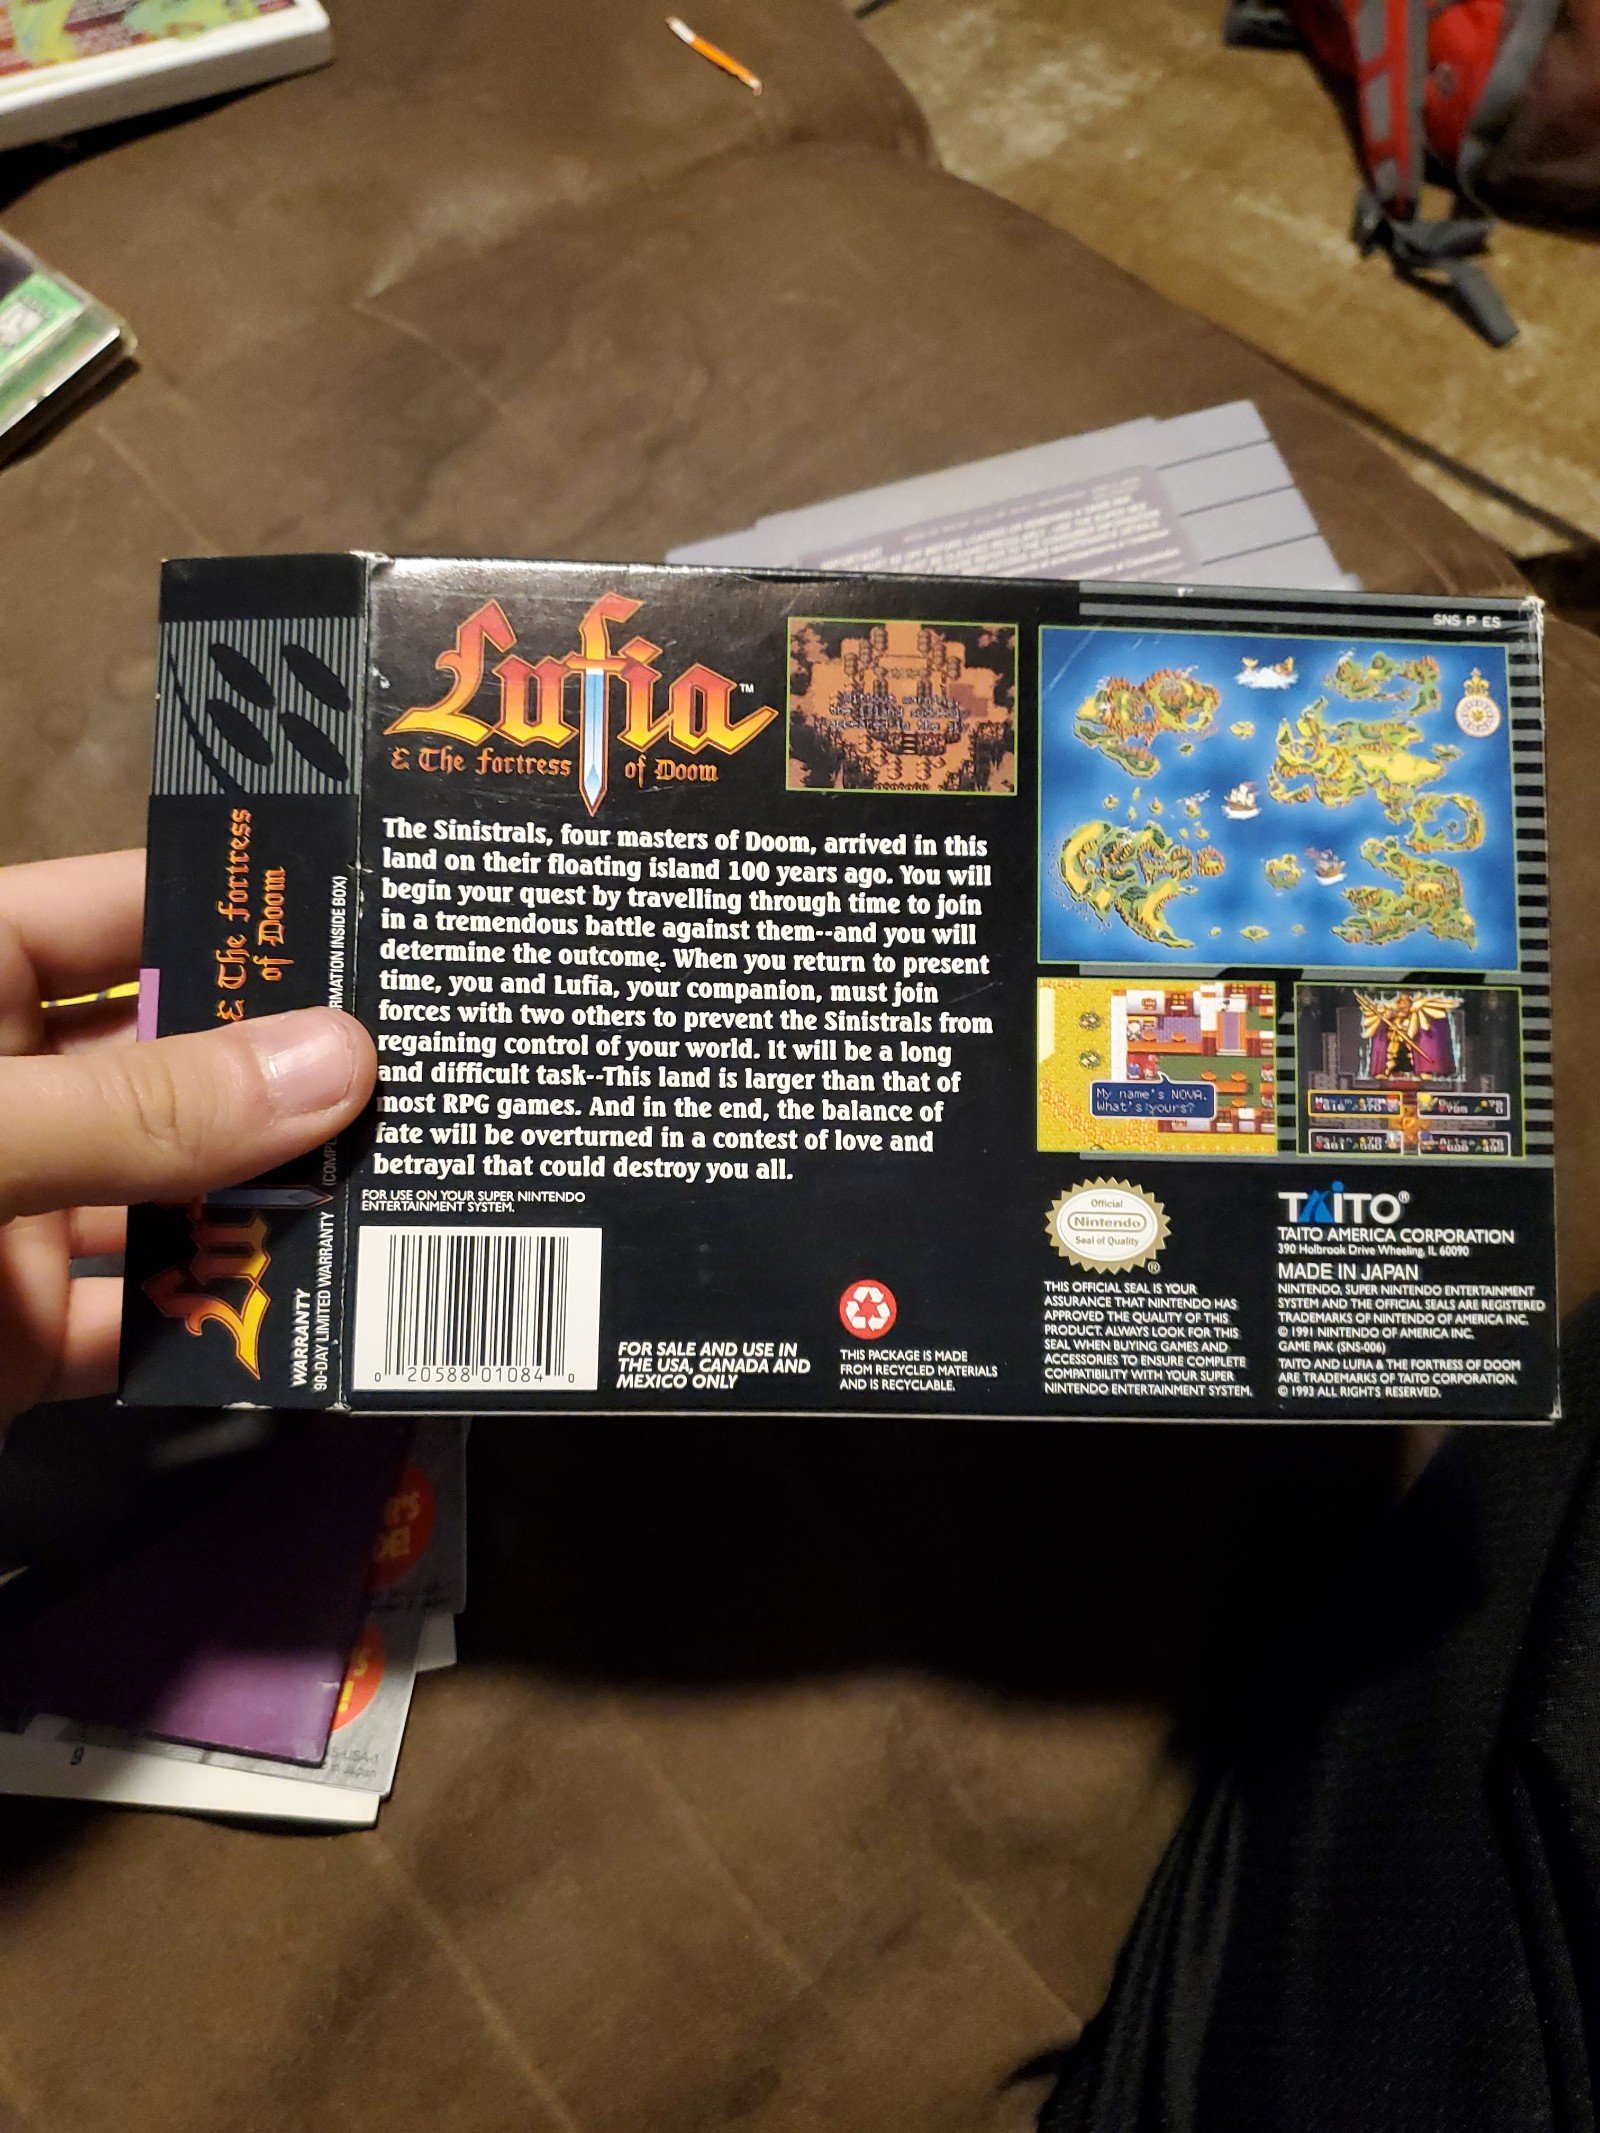 SNS P ES
Lufia™
& The Fortress of Doom
Without warning,
the island suddenly
appeared in the sky.
The Sinistrals, four masters of Doom, arrived in this
land on their floating island 100 years ago. You will
begin your quest by travelling through time to join
in a tremendous battle against them--and you will
determine the outcome. When you return to present
time, you and Lufia, your companion, must join
forces with two others to prevent the Sinistrals from
regaining control of your world. It will be a long
and difficult task--This land is larger than that of
most RPG games. And in the end, the balance of
fate will be overturned in a contest of love and
betrayal that could destroy you all.
FOR USE ON YOUR SUPER NINTENDO
ENTERTAINMENT SYSTEM.
0 20588 01084 0
FOR SALE AND USE IN
THE USA, CANADA AND
MEXICO ONLY
THIS PACKAGE IS MADE
FROM RECYCLED MATERIALS
AND IS RECYCLABLE.
My name's NOVA.
What's yours?
Official
Nintendo
Seal of Quality
®
THIS OFFICIAL SEAL IS YOUR
ASSURANCE THAT NINTENDO HAS
APPROVED THE QUALITY OF THIS
PRODUCT. ALWAYS LOOK FOR THIS
SEAL WHEN BUYING GAMES AND
ACCESSORIES TO ENSURE COMPLETE
COMPATIBILITY WITH YOUR SUPER
NINTENDO ENTERTAINMENT SYSTEM.
TAITO®
TAITO AMERICA CORPORATION
390 Holbrook Drive Wheeling, IL 60090
MADE IN JAPAN
NINTENDO, SUPER NINTENDO ENTERTAINMENT
SYSTEM AND THE OFFICIAL SEALS ARE REGISTERED
TRADEMARKS OF NINTENDO OF AMERICA INC.
© 1991 NINTENDO OF AMERICA INC.
GAME PAK (SNS-006)
TAITO AND LUFIA & THE FORTRESS OF DOOM
ARE TRADEMARKS OF TAITO CORPORATION.
© 1993 ALL RIGHTS RESERVED.
& The Fortress
of Doom
WARRANTY
90-DAY LIMITED WARRANTY
INSIDE BOX)